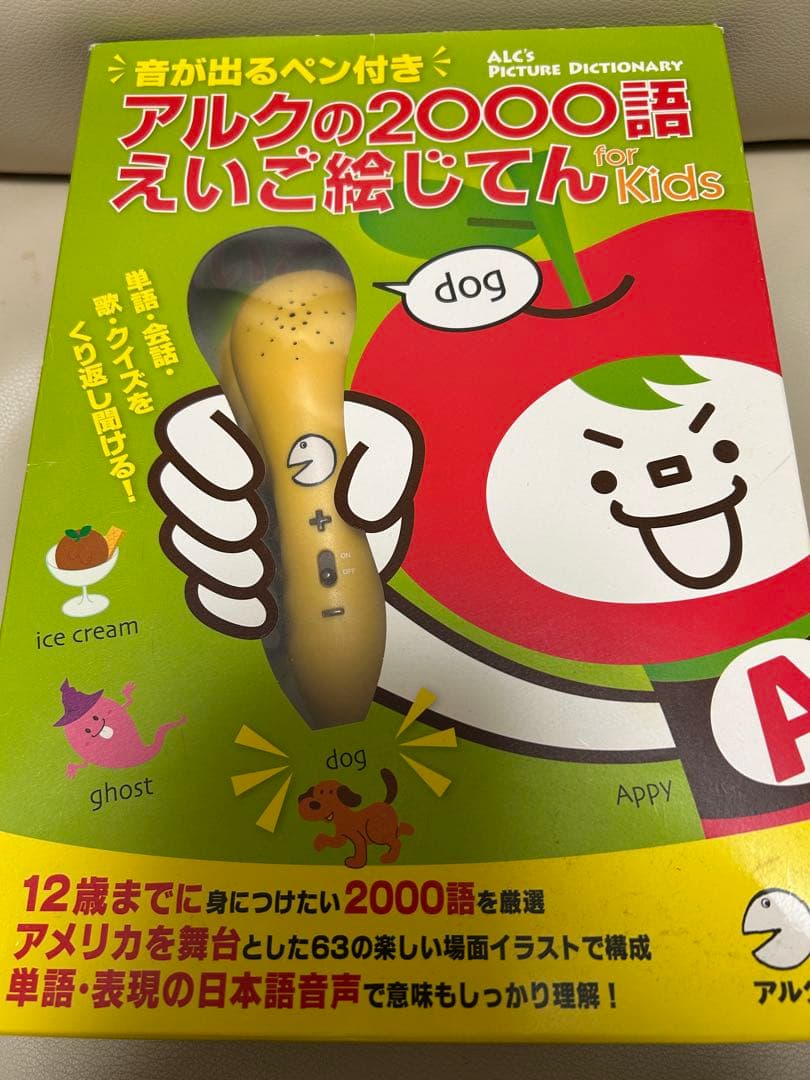 音が出るペン付き
ALC's
PICTURE DICTIONARY
アルクの2000語
えいご絵じてん for Kids
単語・会話・
歌・クイズを
くり返し聞ける!
dog
ON
OFF
ice cream
ghost
dog
APPY
A
12歳までに身につけたい2000語を厳選
アメリカを舞台とした63の楽しい場面イラストで構成
単語・表現の日本語音声で意味もしっかり理解!
アルク